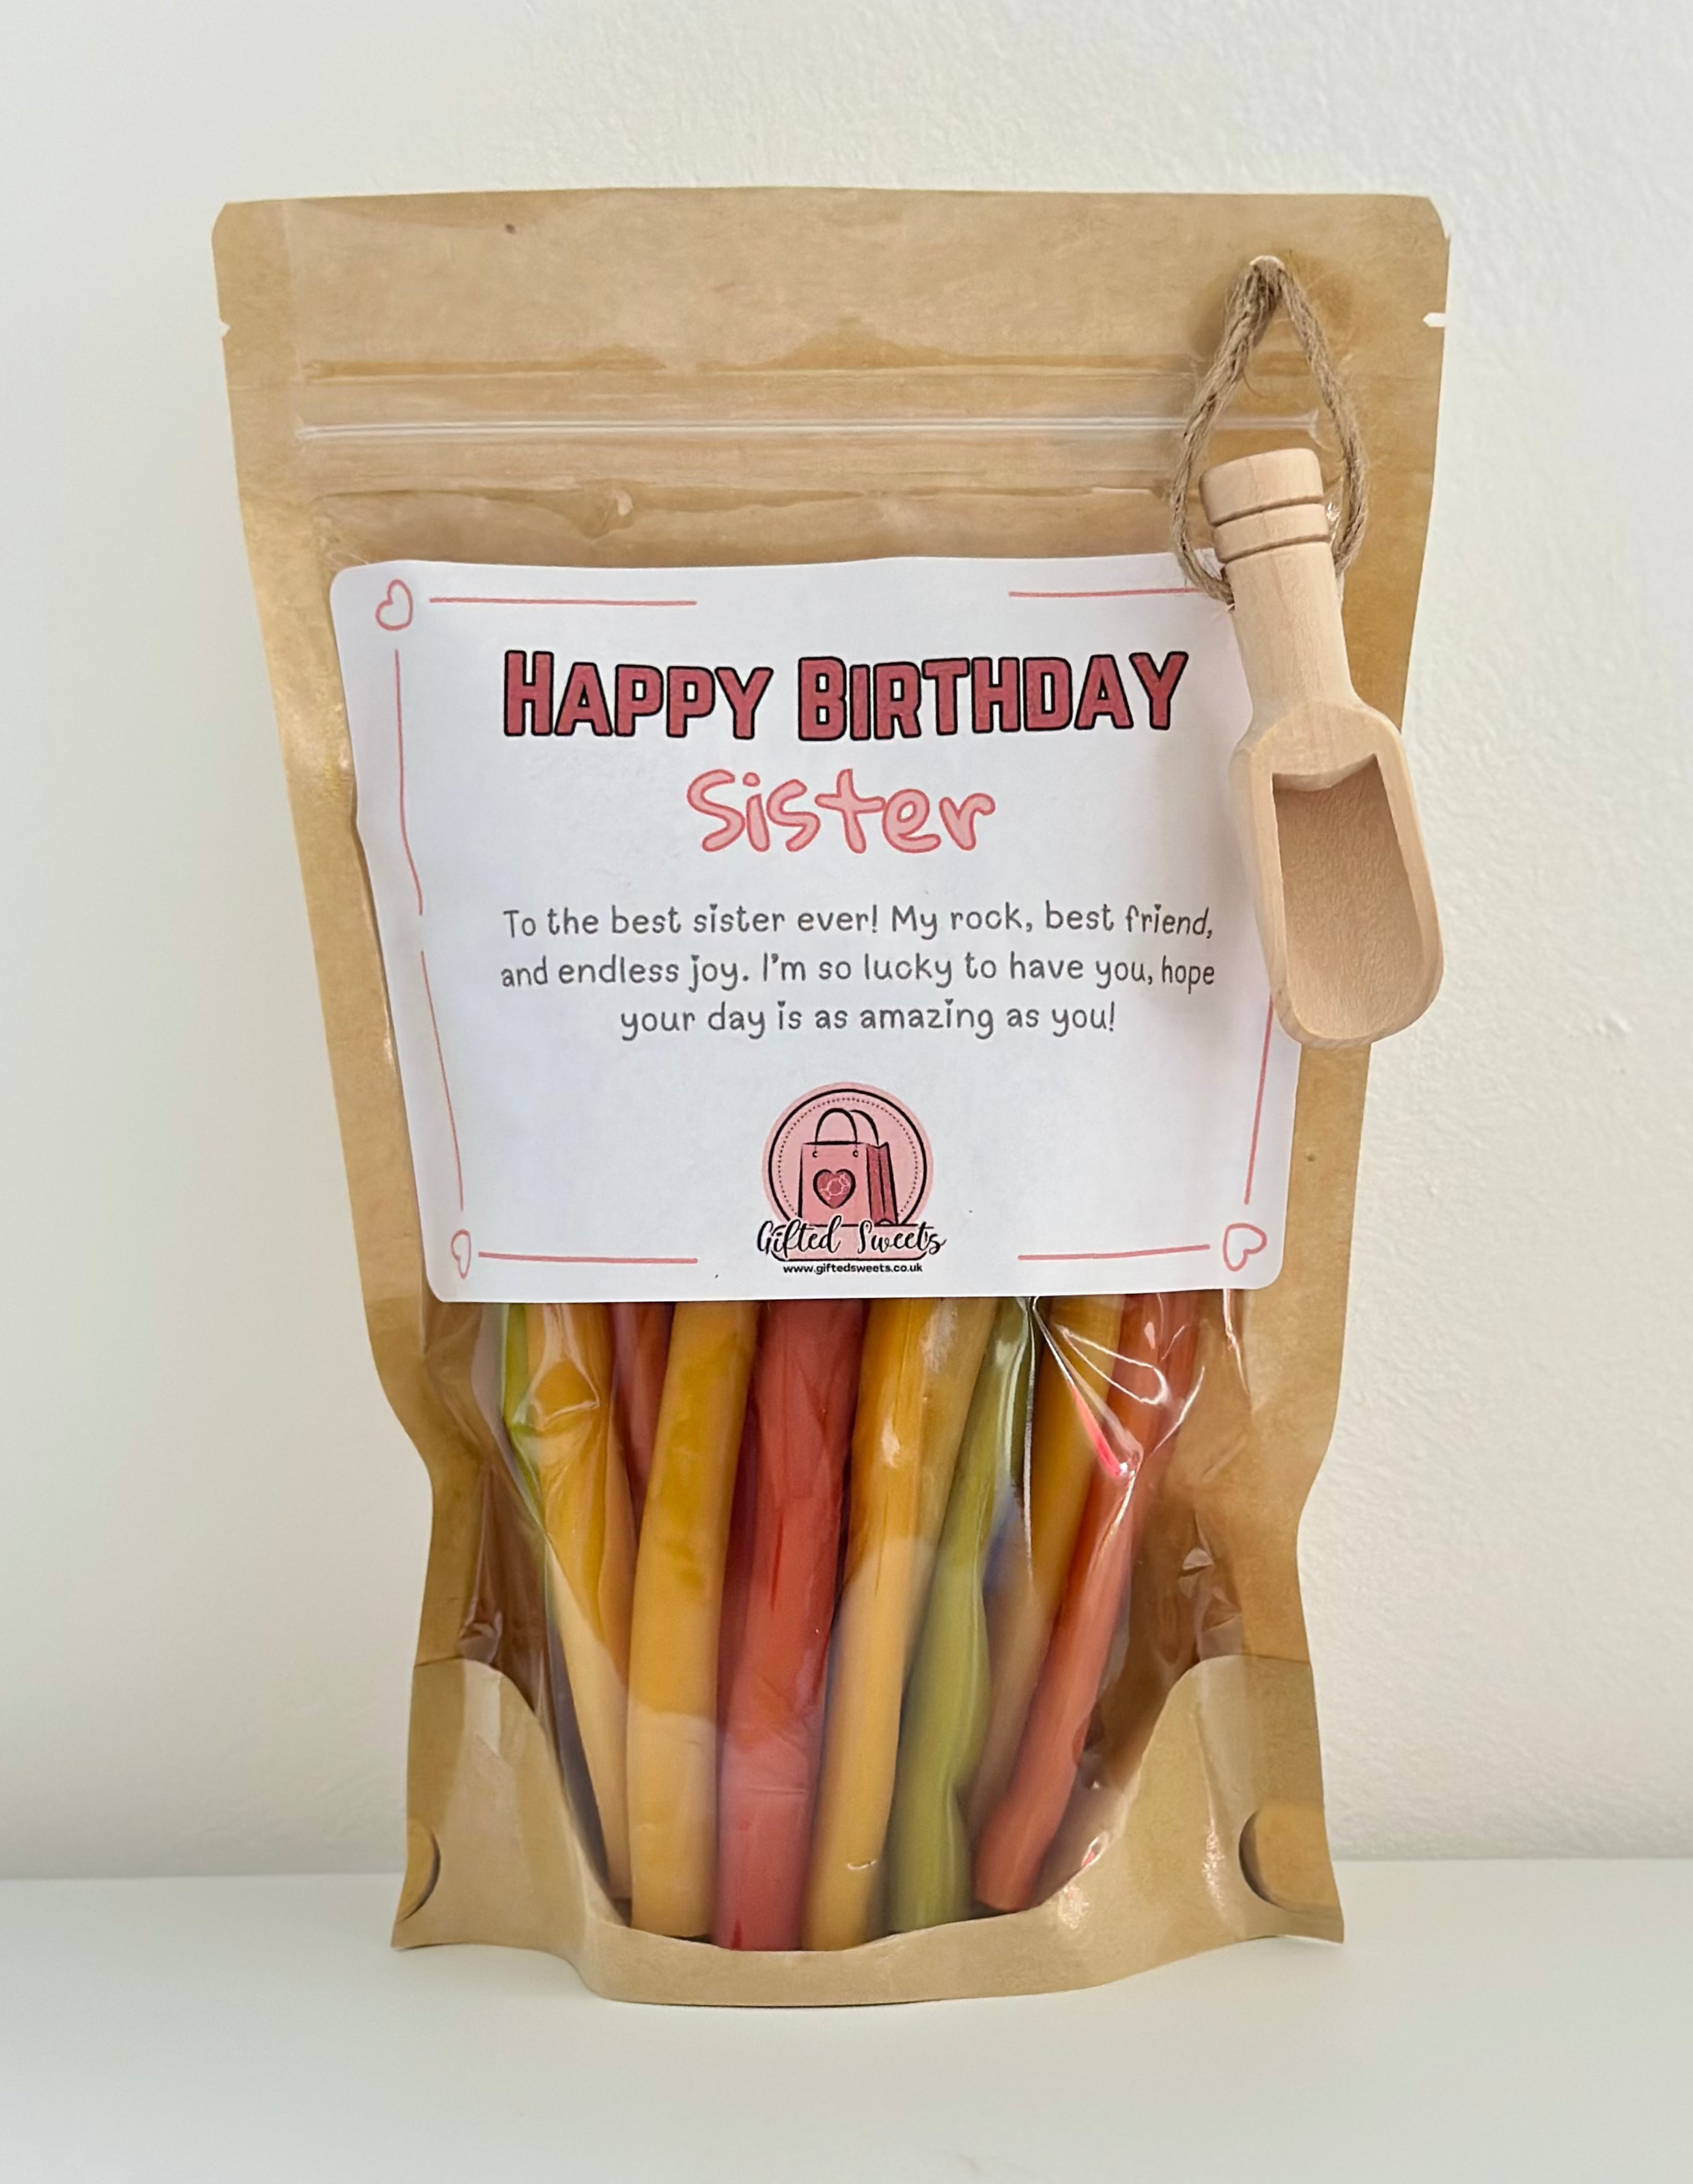 Happy Birthday
Sister
To the best sister ever! My rock, best friend,
and endless joy. I'm so lucky to have you, hope
your day is as amazing as you!
Gifted Sweets
www.giftedsweets.co.uk